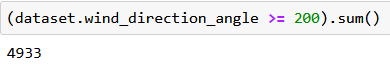 (dataset.wind_direction_angle >= 200).sum()
4933